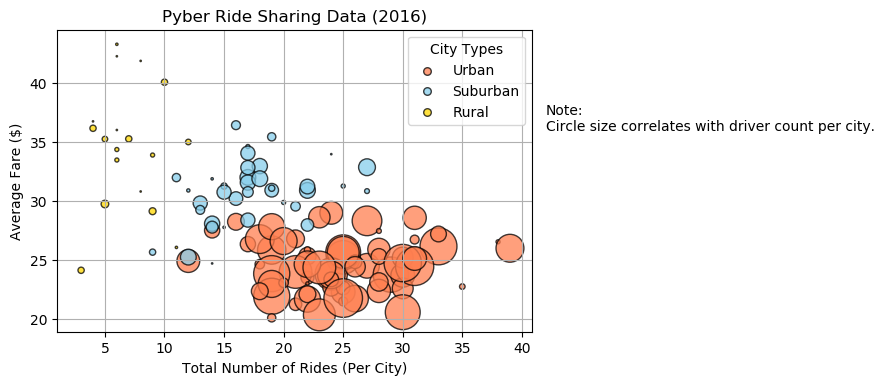 Pyber Ride Sharing Data (2016)
City Types
Urban
Suburban
Rural
Note:
Circle size correlates with driver count per city.
Average Fare ($)
40
35
30
25
20
5
10
15
20
25
30
35
40
Total Number of Rides (Per City)